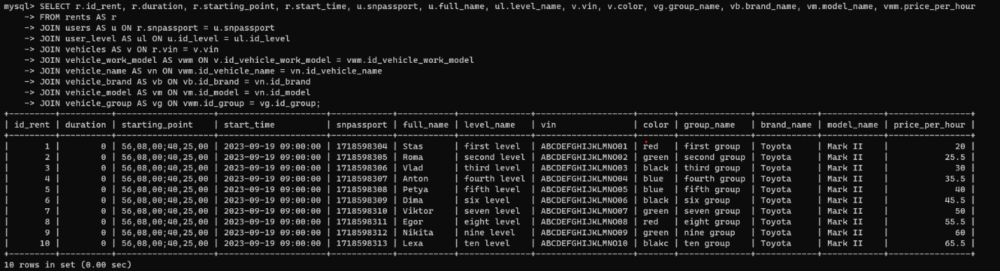 mysql> SELECT r.id_rent, r.duration, r.starting_point, r.start_time, u.snpassport, u.full_name, ul.level_name, v.vin, v.color, vg.group_name, vb.brand_name, vm.model_name, vwm.price_per_hour
    -> FROM rents AS r
    -> JOIN users AS u ON r.snpassport = u.snpassport
    -> JOIN user_level AS ul ON u.id_level = ul.id_level
    -> JOIN vehicles AS v ON r.vin = v.vin
    -> JOIN vehicle_work_model AS vwm ON v.id_vehicle_work_model = vwm.id_vehicle_work_model
    -> JOIN vehicle_name AS vn ON vwm.id_vehicle_name = vn.id_vehicle_name
    -> JOIN vehicle_brand AS vb ON vb.id_brand = vn.id_brand
    -> JOIN vehicle_model AS vm ON vm.id_model = vn.id_model
    -> JOIN vehicle_group AS vg ON vwm.id_group = vg.id_group;
| id_rent | duration | starting_point | start_time | snpassport | full_name | level_name | vin | color | group_name | brand_name | model_name | price_per_hour |
| 1 | 0 | 56,08,00;40,25,00 | 2023-09-19 09:00:00 | 1718598304 | Stas | first level | ABCDEFGHIJKLMNO01 | red | first group | Toyota | Mark II | 20 |
| 2 | 0 | 56,08,00;40,25,00 | 2023-09-19 09:00:00 | 1718598305 | Roma | second level | ABCDEFGHIJKLMNO02 | green | second group | Toyota | Mark II | 25.5 |
| 3 | 0 | 56,08,00;40,25,00 | 2023-09-19 09:00:00 | 1718598306 | Vlad | third level | ABCDEFGHIJKLMNO03 | black | third group | Toyota | Mark II | 30 |
| 4 | 0 | 56,08,00;40,25,00 | 2023-09-19 09:00:00 | 1718598307 | Anton | fourth level | ABCDEFGHIJKLMNO04 | blue | fourth group | Toyota | Mark II | 35.5 |
| 5 | 0 | 56,08,00;40,25,00 | 2023-09-19 09:00:00 | 1718598308 | Petya | fifth level | ABCDEFGHIJKLMNO05 | blue | fifth group | Toyota | Mark II | 40 |
| 6 | 0 | 56,08,00;40,25,00 | 2023-09-19 09:00:00 | 1718598309 | Dima | six level | ABCDEFGHIJKLMNO06 | black | six group | Toyota | Mark II | 45.5 |
| 7 | 0 | 56,08,00;40,25,00 | 2023-09-19 09:00:00 | 1718598310 | Viktor | seven level | ABCDEFGHIJKLMNO07 | green | seven group | Toyota | Mark II | 50 |
| 8 | 0 | 56,08,00;40,25,00 | 2023-09-19 09:00:00 | 1718598311 | Egor | eight level | ABCDEFGHIJKLMNO08 | red | eight group | Toyota | Mark II | 55.5 |
| 9 | 0 | 56,08,00;40,25,00 | 2023-09-19 09:00:00 | 1718598312 | Nikita | nine level | ABCDEFGHIJKLMNO09 | green | nine group | Toyota | Mark II | 60 |
| 10 | 0 | 56,08,00;40,25,00 | 2023-09-19 09:00:00 | 1718598313 | Lexa | ten level | ABCDEFGHIJKLMNO10 | blakc | ten group | Toyota | Mark II | 65.5 |
10 rows in set (0.00 sec)